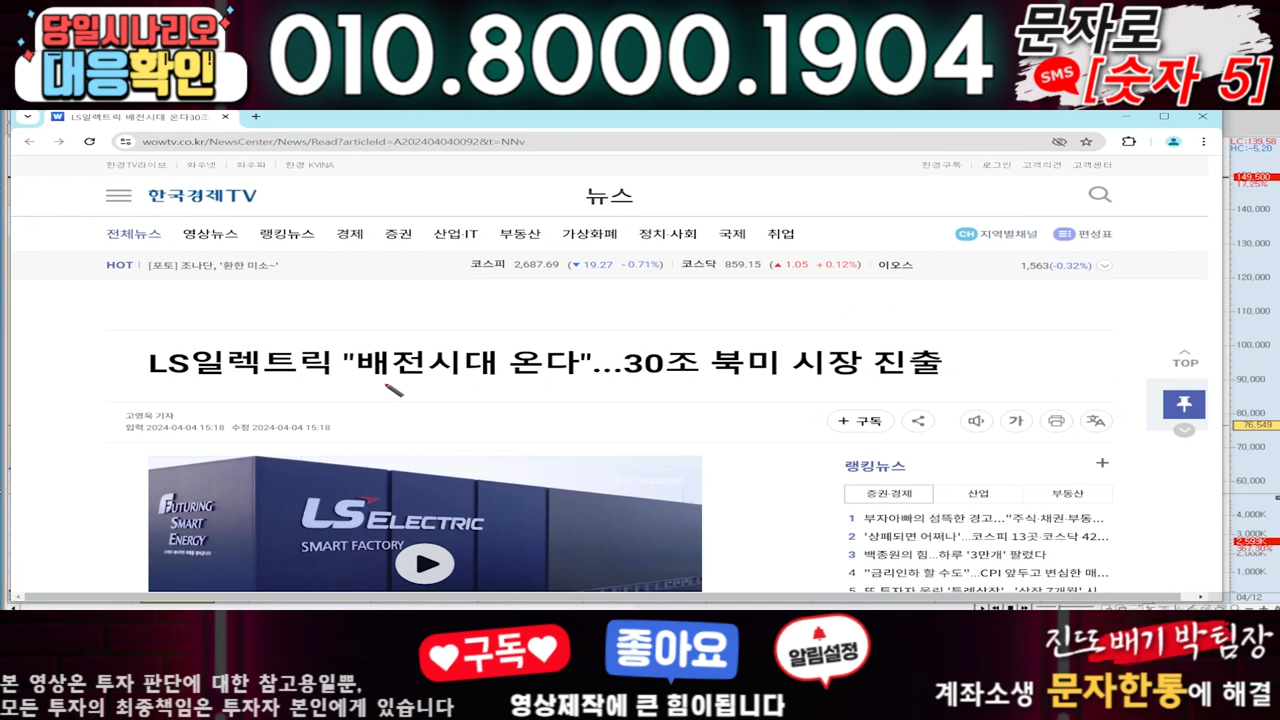 당일시나리오
대응확인
010.8000.1904
문자로
SMS
[숫자 5]
LS일렉트릭 배전시대 온다30조
wowtv.co.kr/NewsCenter/News/Read?articleId=A202404040092&t=NNv
한경TV라이브 와우넷 와우파 한경 KVINA
한경구독 로그인 고객의견 고객센터
한국경제TV
뉴스
전체뉴스 영상뉴스 랭킹뉴스 경제 증권 산업·IT 부동산 가상화폐 정치·사회 국제 취업
CH 지역별채널 편성표
HOT [포토] 조나단, '환한 미소~'
코스피 2,687.69 (▼ 19.27 - 0.71%) 코스닥 859.15 (▲ 1.05 + 0.12%) 이오스 1,563(-0.32%)
LS일렉트릭 "배전시대 온다"...30조 북미 시장 진출
TOP
고영욱 기자
입력 2024-04-04 15:18 수정 2024-04-04 15:18
+ 구독
가
FUTURING
SMART
ENERGY
LS ELECTRIC
SMART FACTORY
랭킹뉴스
증권·경제 산업 부동산
1 부자아빠의 섬뜩한 경고..."주식·채권·부동...
2 '상폐되면 어쩌나'...코스피 13곳·코스닥 42...
3 백종원의 힘...하루 '3만개' 팔렸다
4 "금리인하 할 수도"...CPI 앞두고 변심한 매...
LC:139.58
HC:-5.20
149,500
17.25%
140,000
130,000
120,000
110,000
100,000
90,000
80,000
76,549
70,000
60,000
4,000K
3,000K
2,593K
367.30%
2,000K
1,000K
04/12
구독
좋아요
알림설정
영상제작에 큰 힘이됩니다
본 영상은 투자 판단에 대한 참고용일뿐,
모든 투자의 최종책임은 투자자 본인에게 있습니다
진또배기 박팀장
계좌소생 문자한통에 해결